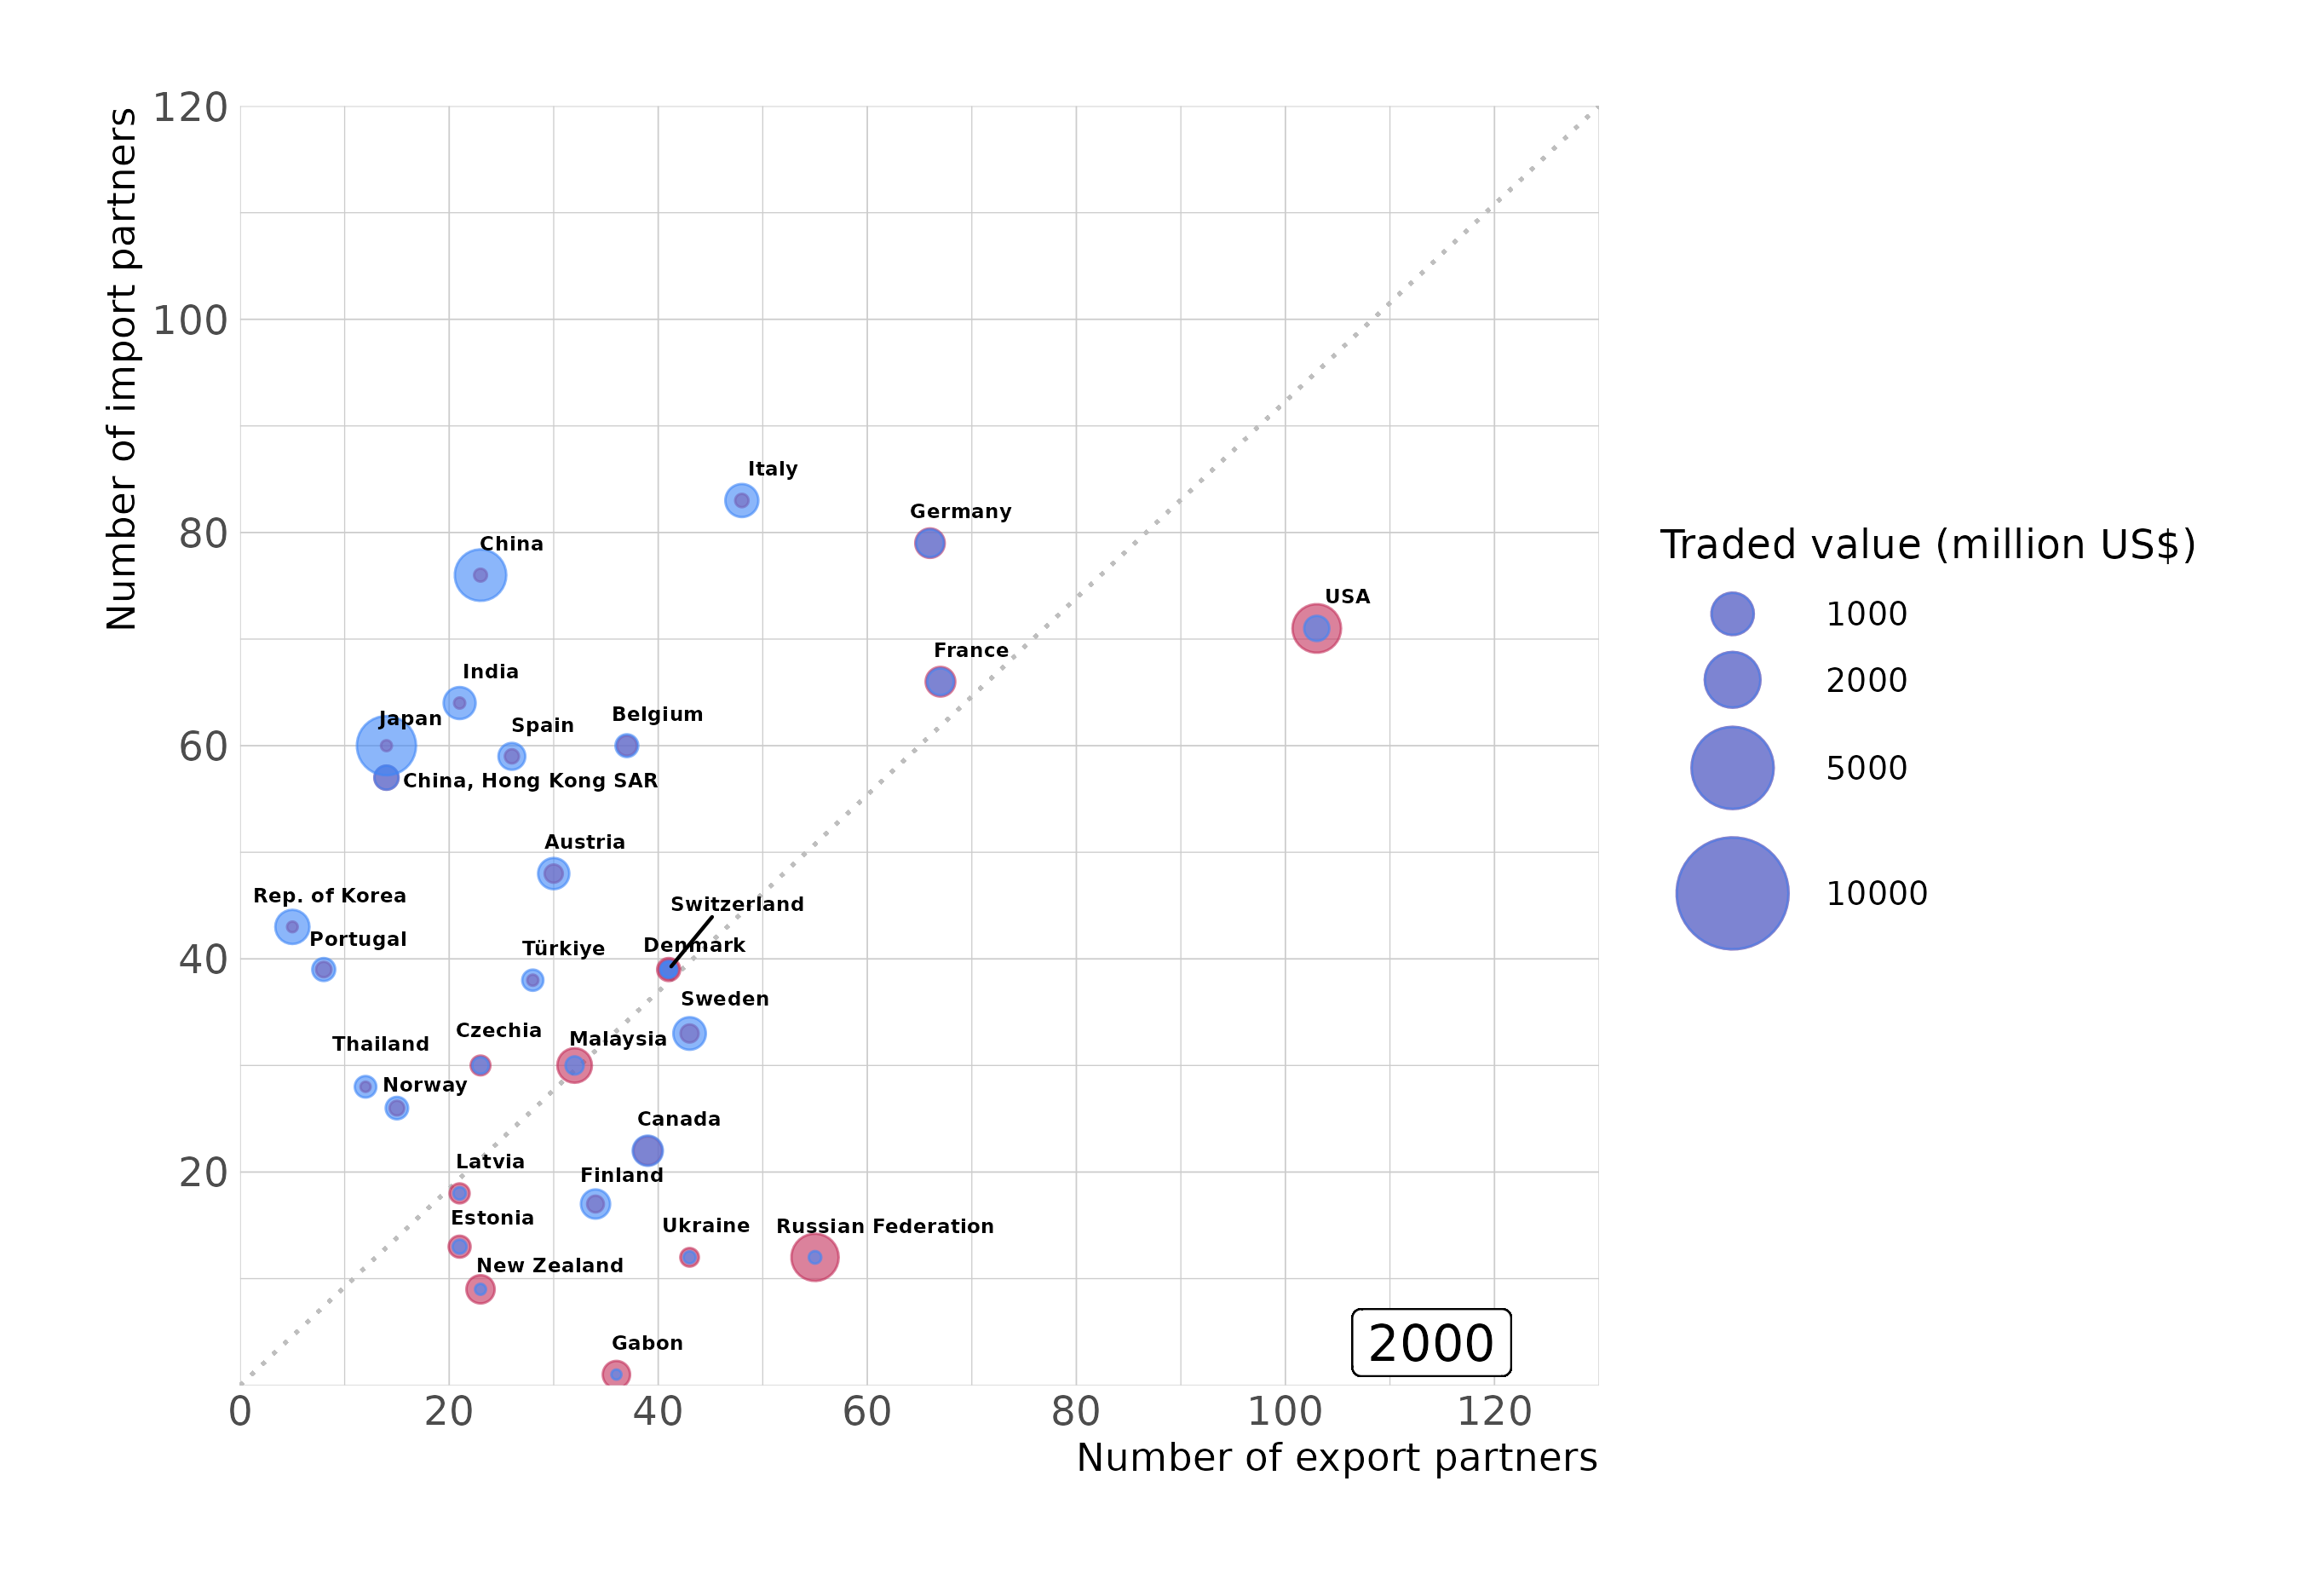 Number of import partners
120
100
80
60
40
20
Italy
Germany
China
USA
France
India
Japan
Spain
Belgium
China, Hong Kong SAR
Austria
Rep. of Korea
Switzerland
Portugal
Türkiye
Denmark
Sweden
Thailand
Czechia
Malaysia
Norway
Canada
Latvia
Finland
Estonia
Ukraine
Russian Federation
New Zealand
Gabon
2000
0
20
40
60
80
100
120
Number of export partners
Traded value (million US$)
1000
2000
5000
10000